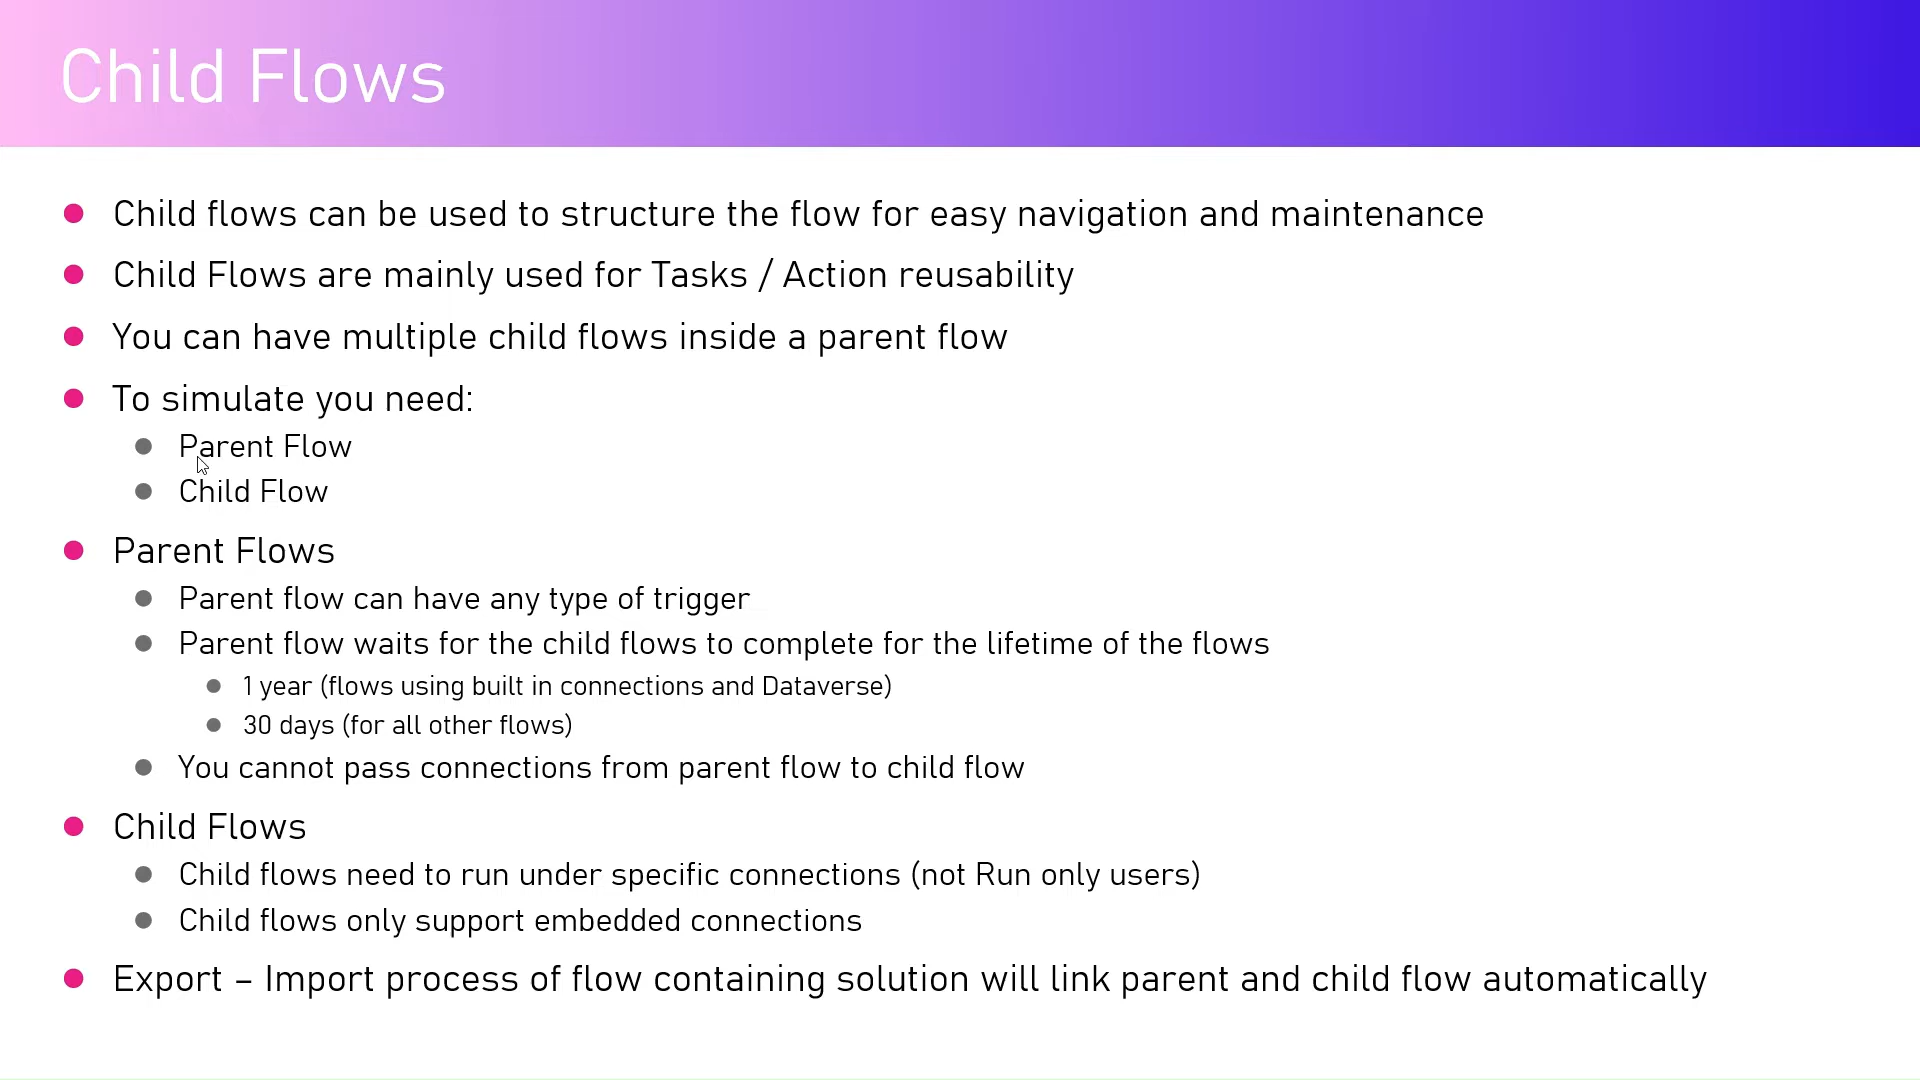 Child Flows
Child flows can be used to structure the flow for easy navigation and maintenance
Child Flows are mainly used for Tasks / Action reusability
You can have multiple child flows inside a parent flow
To simulate you need:
Parent Flow
Child Flow
Parent Flows
Parent flow can have any type of trigger
Parent flow waits for the child flows to complete for the lifetime of the flows
1 year (flows using built in connections and Dataverse)
30 days (for all other flows)
You cannot pass connections from parent flow to child flow
Child Flows
Child flows need to run under specific connections (not Run only users)
Child flows only support embedded connections
Export – Import process of flow containing solution will link parent and child flow automatically